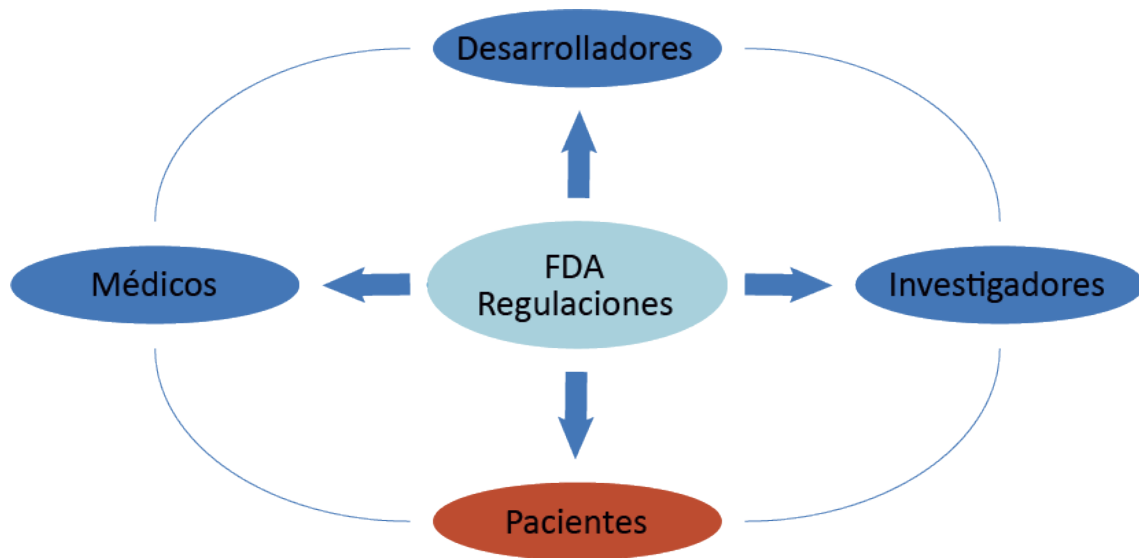 Desarrolladores
Médicos
FDA
Regulaciones
Investigadores
Pacientes